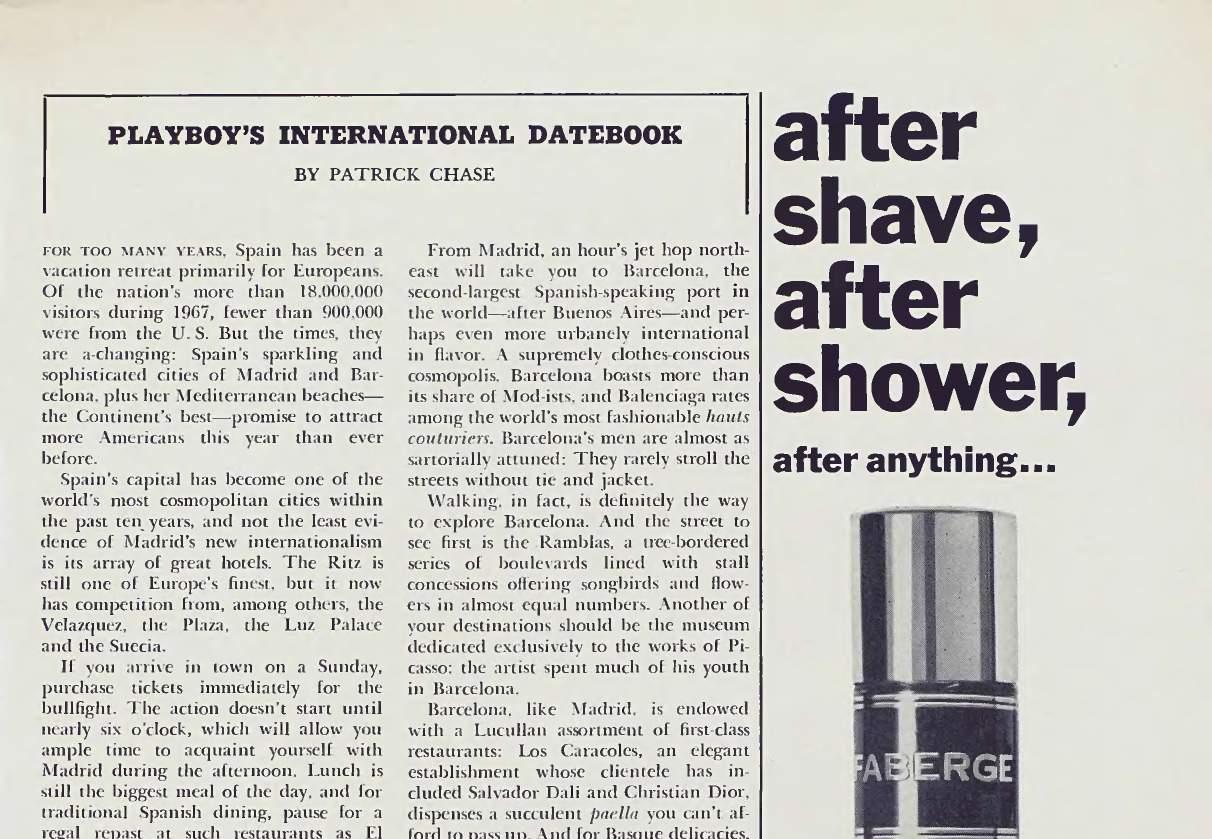 PLAYBOY'S INTERNATIONAL DATEBOOK
BY PATRICK CHASE
FOR TOO MANY YEARS, Spain has been a
vacation retreat primarily for Europeans.
Of the nation's more than 18,000,000
visitors during 1967, fewer than 900,000
were from the U. S. But the times, they
are a-changing: Spain's sparkling and
sophisticated cities of Madrid and Bar-
celona, plus her Mediterranean beaches—
the Continent's best—promise to attract
more Americans this year than ever
before.
Spain's capital has become one of the
world's most cosmopolitan cities within
the past ten years, and not the least evi-
dence of Madrid's new internationalism
is its array of great hotels. The Ritz is
still one of Europe's finest, but it now
has competition from, among others, the
Velazquez, the Plaza, the Luz Palace
and the Suecia.
If you arrive in town on a Sunday,
purchase tickets immediately for the
bullfight. The action doesn't start until
nearly six o'clock, which will allow you
ample time to acquaint yourself with
Madrid during the afternoon. Lunch is
still the biggest meal of the day, and for
traditional Spanish dining, pause for a
regal repast at such restaurants as El
From Madrid, an hour's jet hop north-
east will take you to Barcelona, the
second-largest Spanish-speaking port in
the world—after Buenos Aires—and per-
haps even more urbanely international
in flavor. A supremely clothes-conscious
cosmopolis, Barcelona boasts more than
its share of Mod-ists, and Balenciaga rates
among the world's most fashionable hauts
couturiers. Barcelona's men are almost as
sartorially attuned: They rarely stroll the
streets without tie and jacket.
Walking, in fact, is definitely the way
to explore Barcelona. And the street to
see first is the Ramblas, a tree-bordered
series of boulevards lined with stall
concessions offering songbirds and flow-
ers in almost equal numbers. Another of
your destinations should be the museum
dedicated exclusively to the works of Pi-
casso; the artist spent much of his youth
in Barcelona.
Barcelona, like Madrid, is endowed
with a Lucullan assortment of first-class
restaurants: Los Caracoles, an elegant
establishment whose clientele has in-
cluded Salvador Dali and Christian Dior,
dispenses a succulent paella you can't af-
ford to pass up. And for Basque delicacies,
after
shave,
after
shower,
after anything...
FABERGE